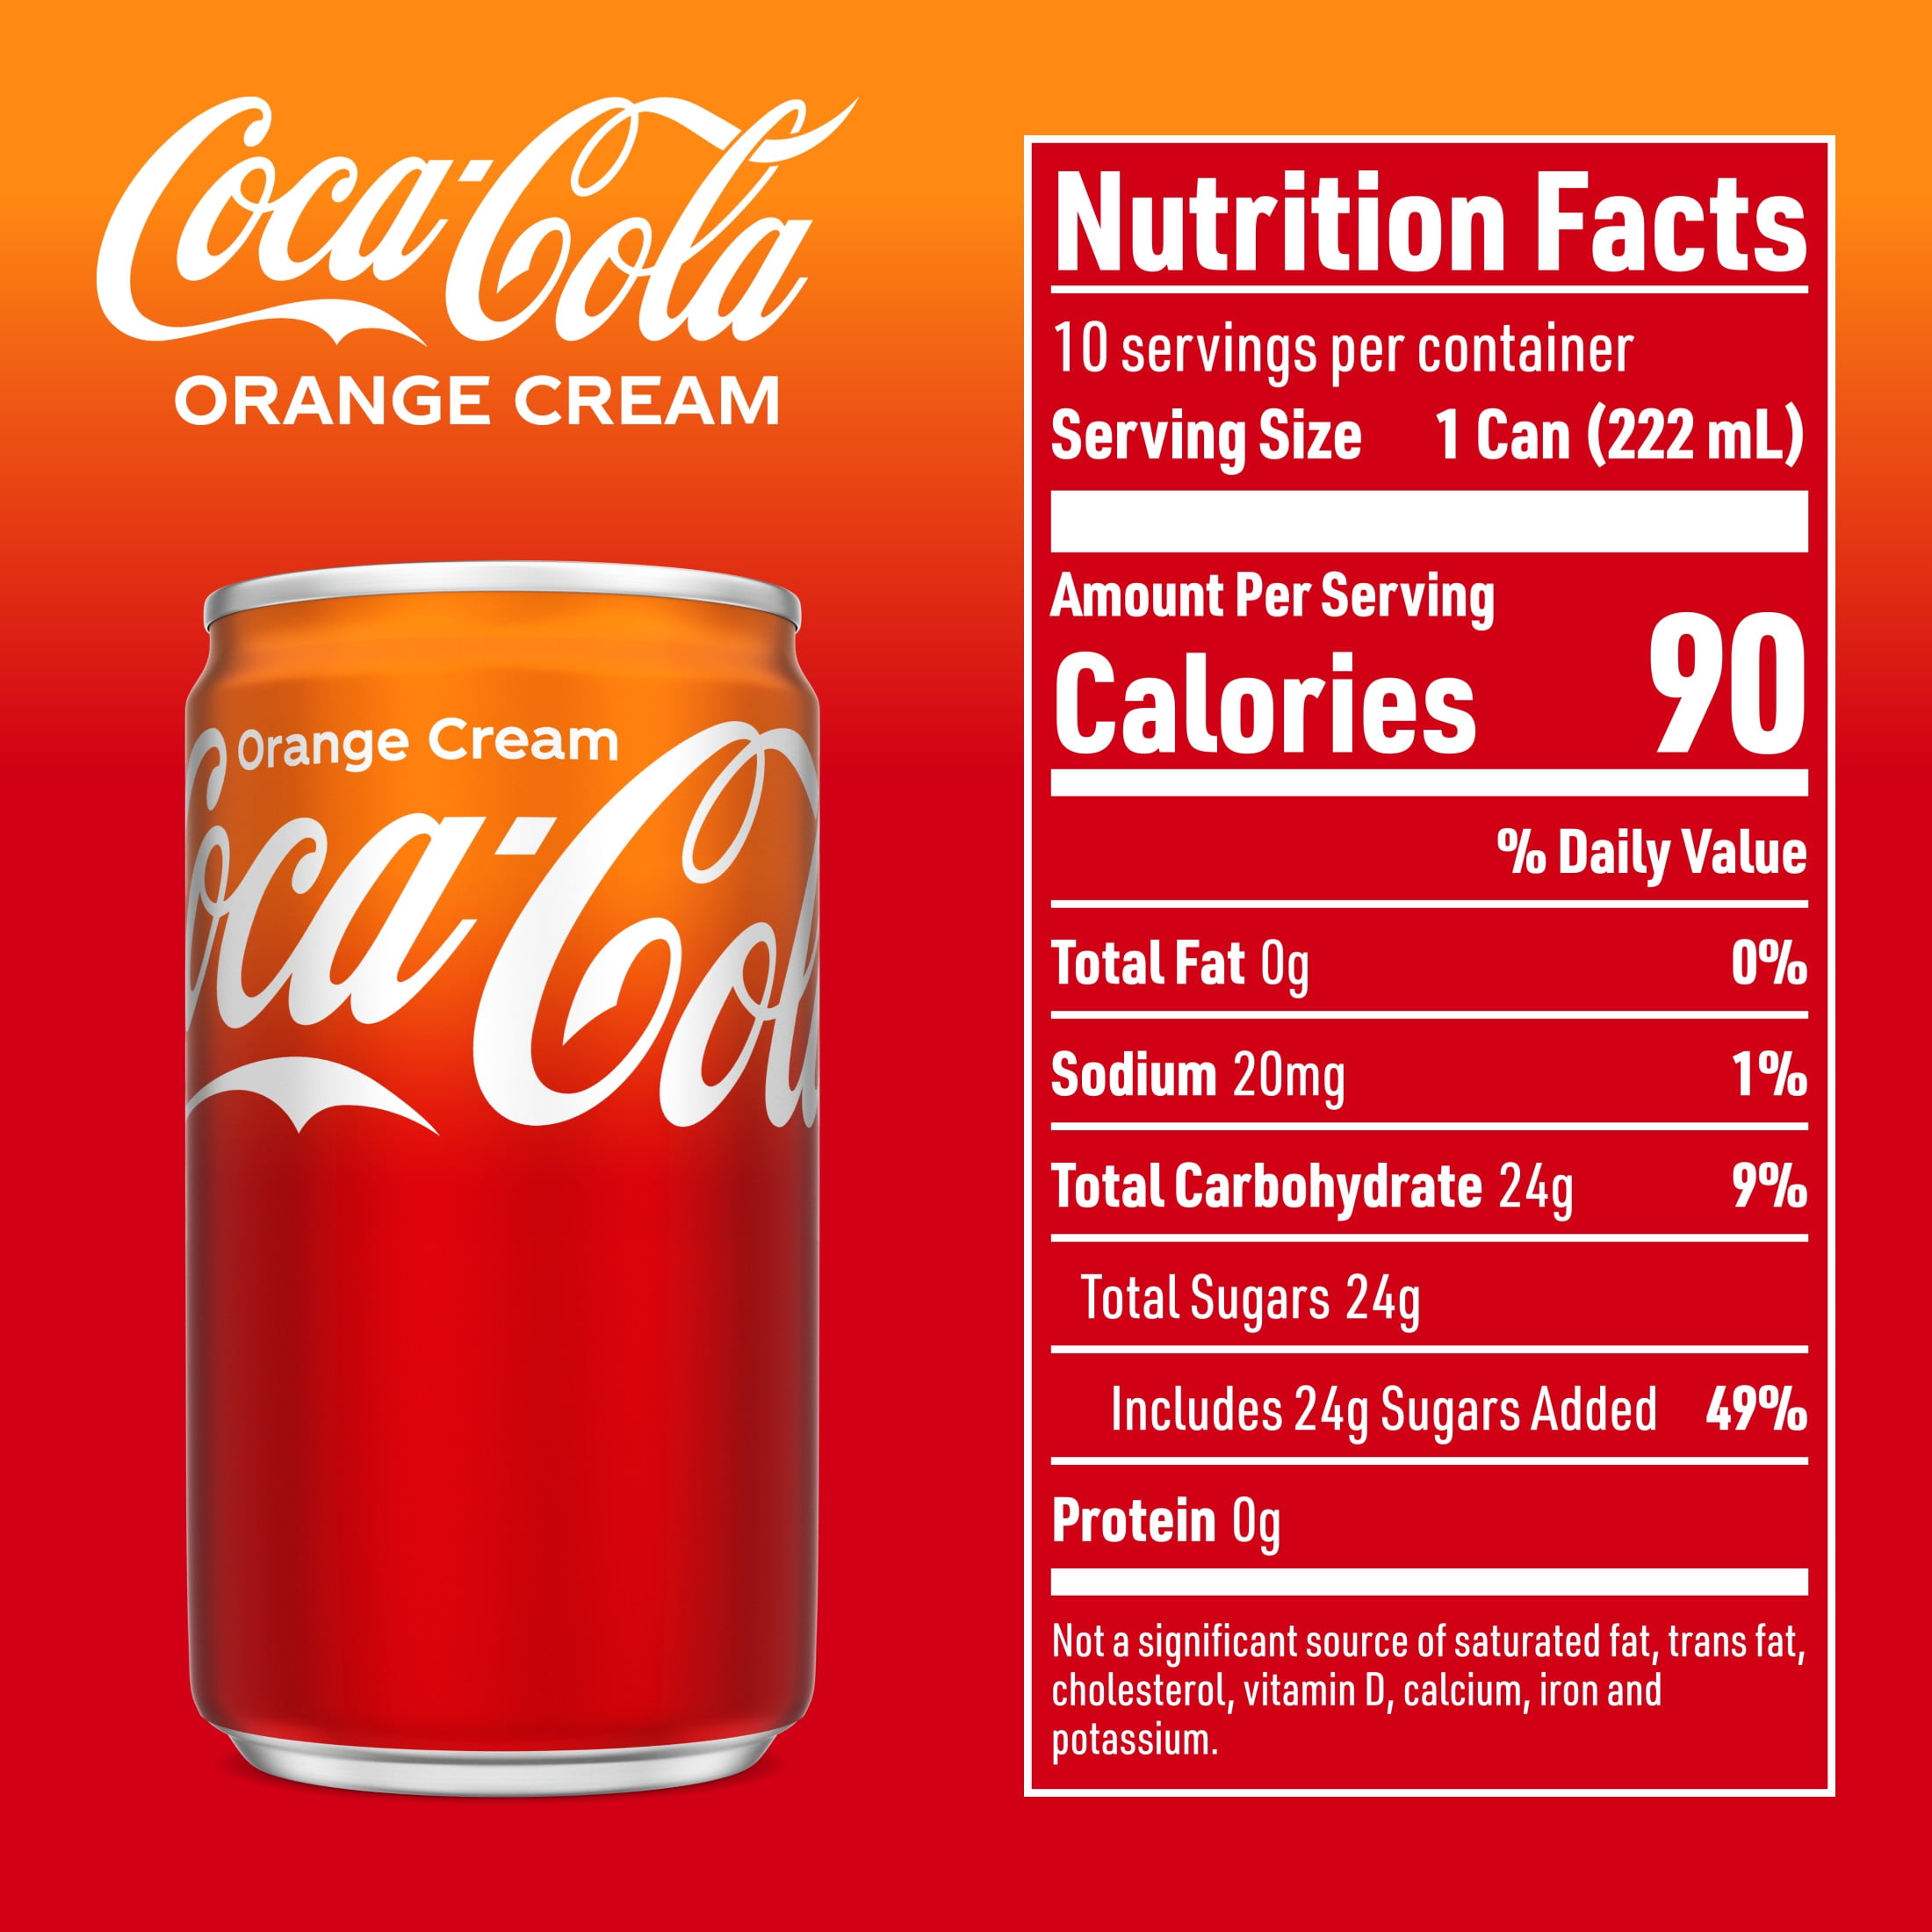 Coca-Cola
ORANGE CREAM
Orange Cream
Coca-Col
Nutrition Facts
10 servings per container
Serving Size 1 Can (222 mL)
Amount Per Serving
Calories 90
% Daily Value
Total Fat 0g 0%
Sodium 20mg 1%
Total Carbohydrate 24g 9%
Total Sugars 24g
Includes 24g Sugars Added 49%
Protein 0g
Not a significant source of saturated fat, trans fat,
cholesterol, vitamin D, calcium, iron and
potassium.